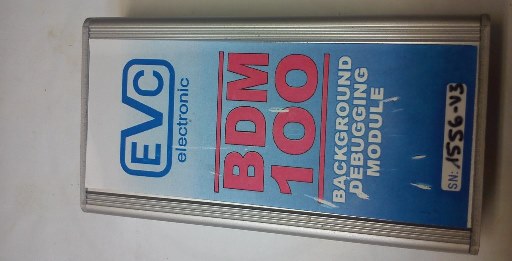 EVC
electronic
BDM
100
BACKGROUND
DEBUGGING
MODULE
SN: 1556-V3